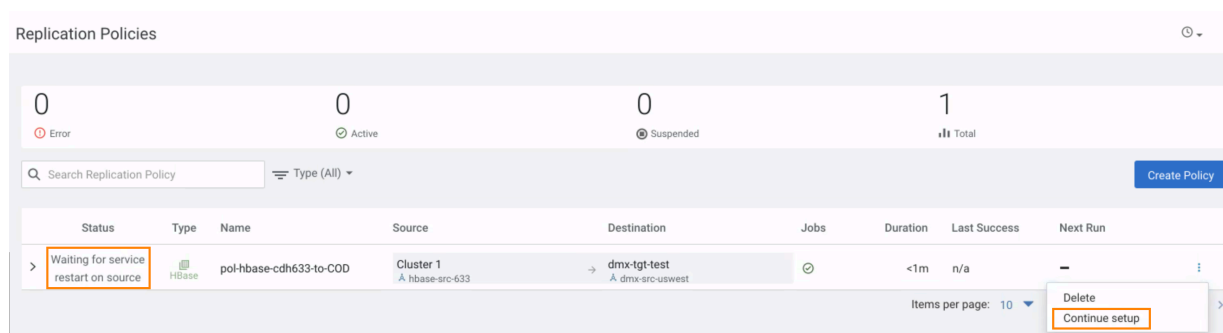 Replication Policies
0 0 0 1
Error Active Suspended Total
Search Replication Policy Type (All) Create Policy
Status Type Name Source Destination Jobs Duration Last Success Next Run
Waiting for service
restart on source
HBase
pol-hbase-cdh633-to-COD
Cluster 1
hbase-src-633
dmx-tgt-test
dmx-src-uswest
<1m n/a –
Items per page: 10
Delete
Continue setup